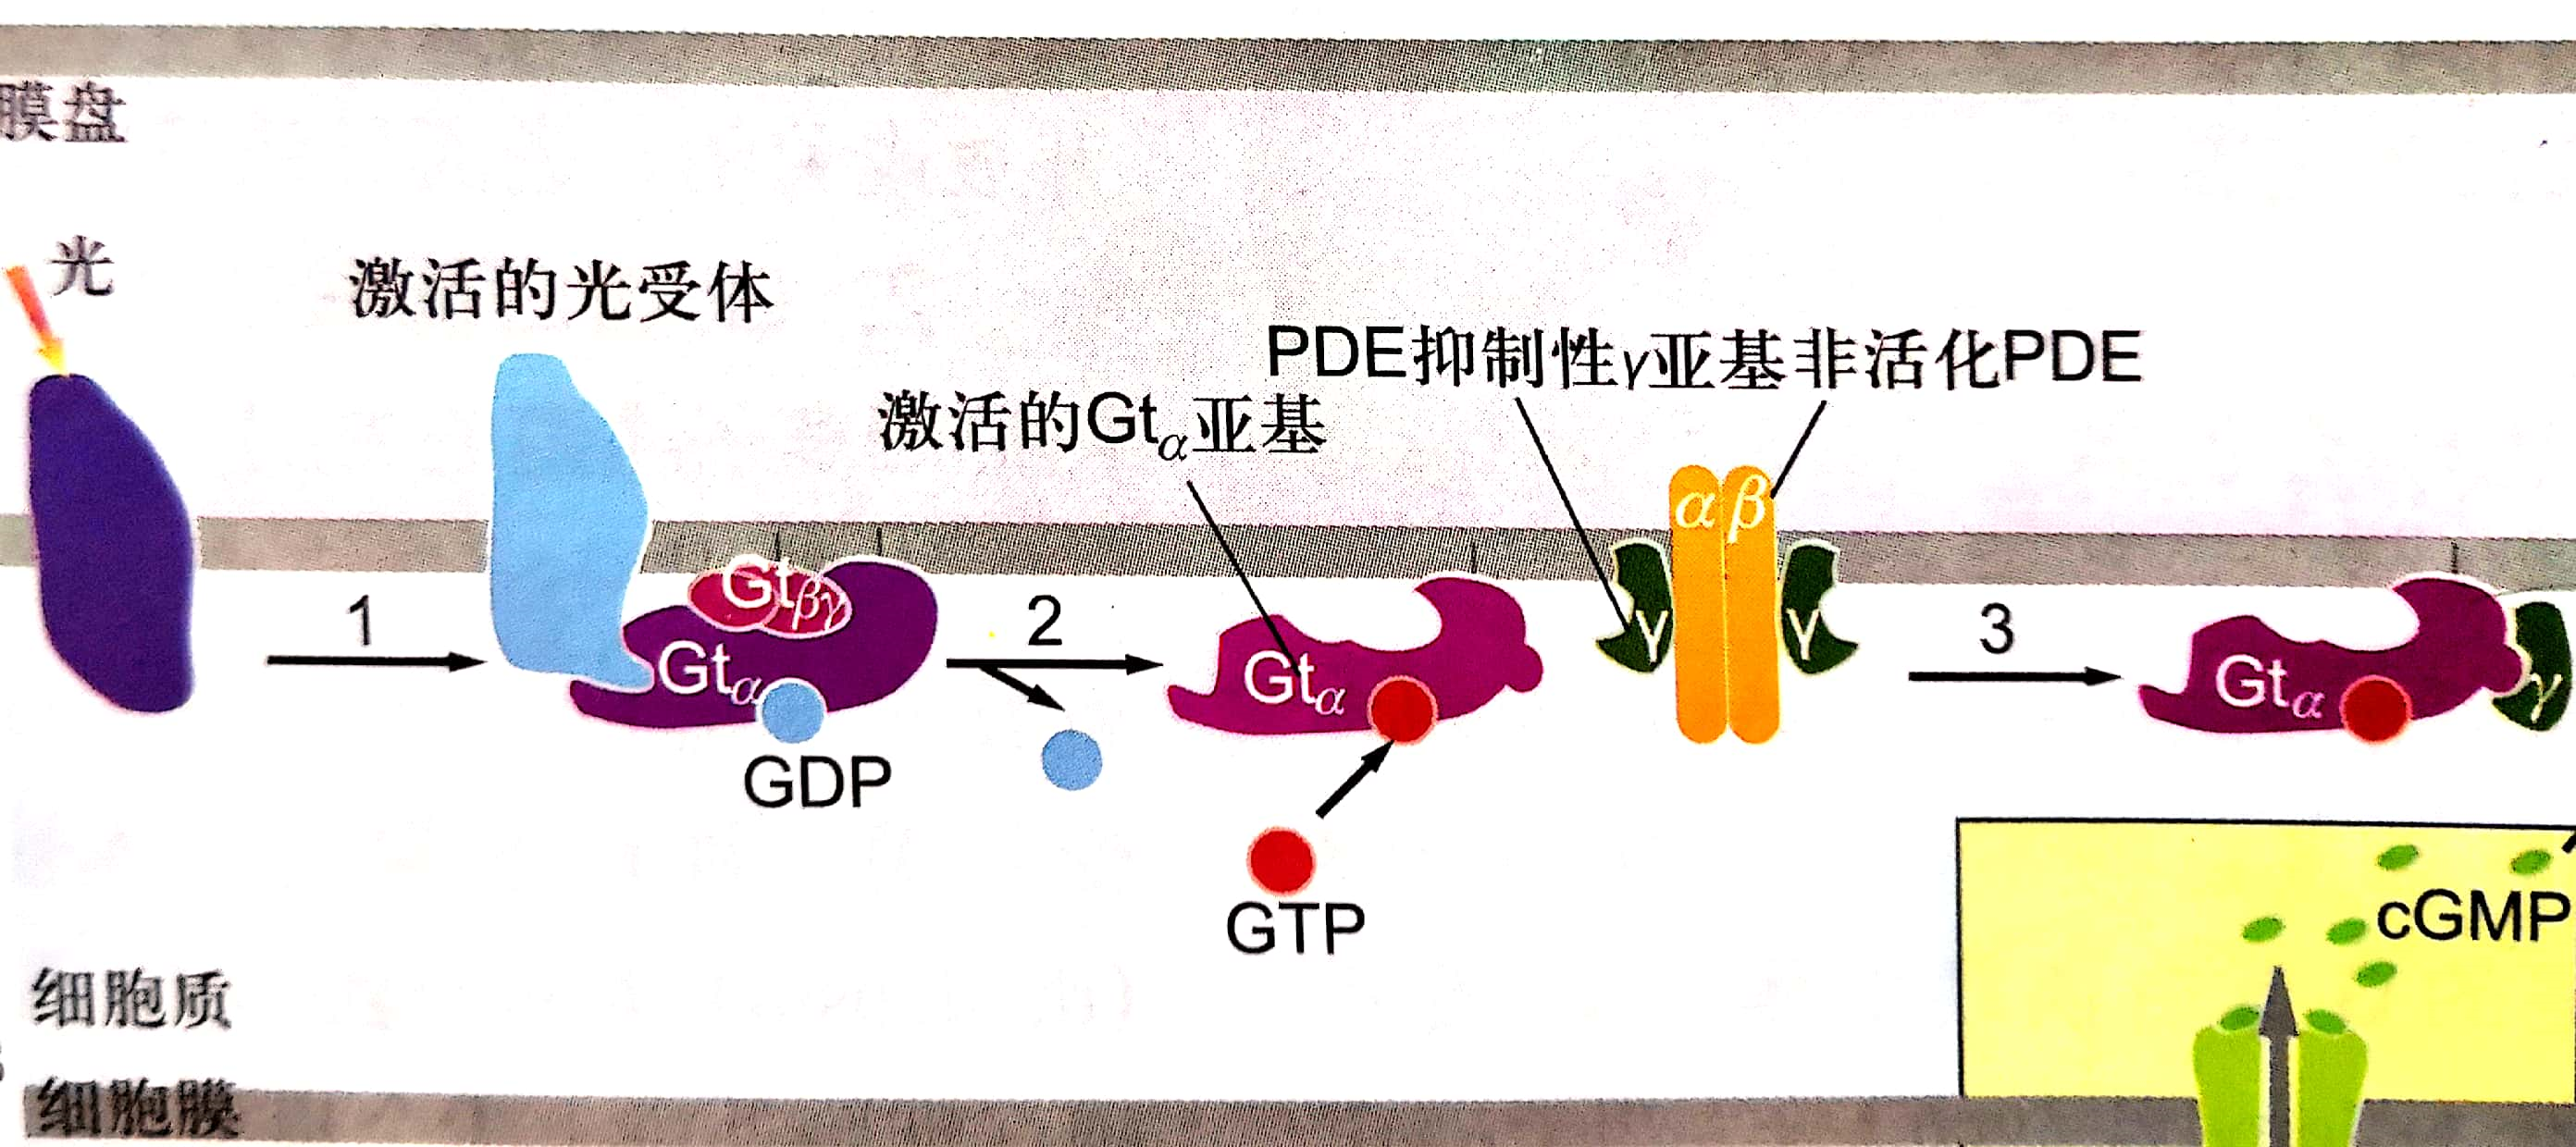 膜盘
光
激活的光受体
PDE抑制性γ亚基非活化PDE
激活的Gtα亚基
α β
Gtβγ
γ γ
1
2
3
Gtα
Gtα
Gtα
γ
GDP
GTP
cGMP
细胞质
细胞膜